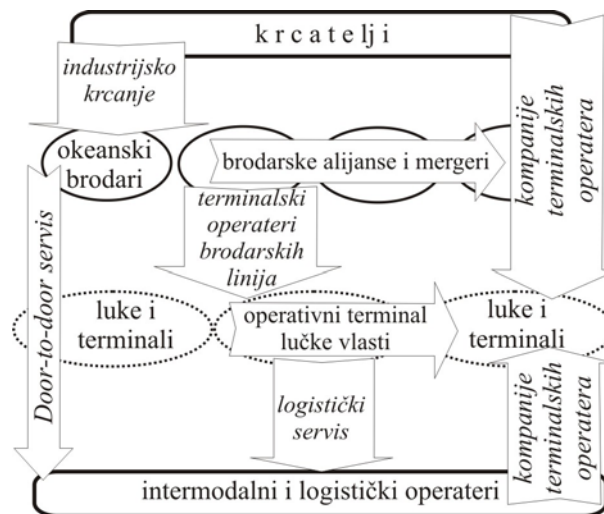 k r c a t e lj i
industrijsko
krcanje
okeanski
brodari
brodarske alijanse i mergeri
kompanije
terminalskih
operatera
terminalski
operateri
brodarskih
linija
Door-to-door servis
luke i
terminali
operativni terminal
lučke vlasti
luke i
terminali
logistički
servis
kompanije
terminalskih
operatera
intermodalni i logistički operateri